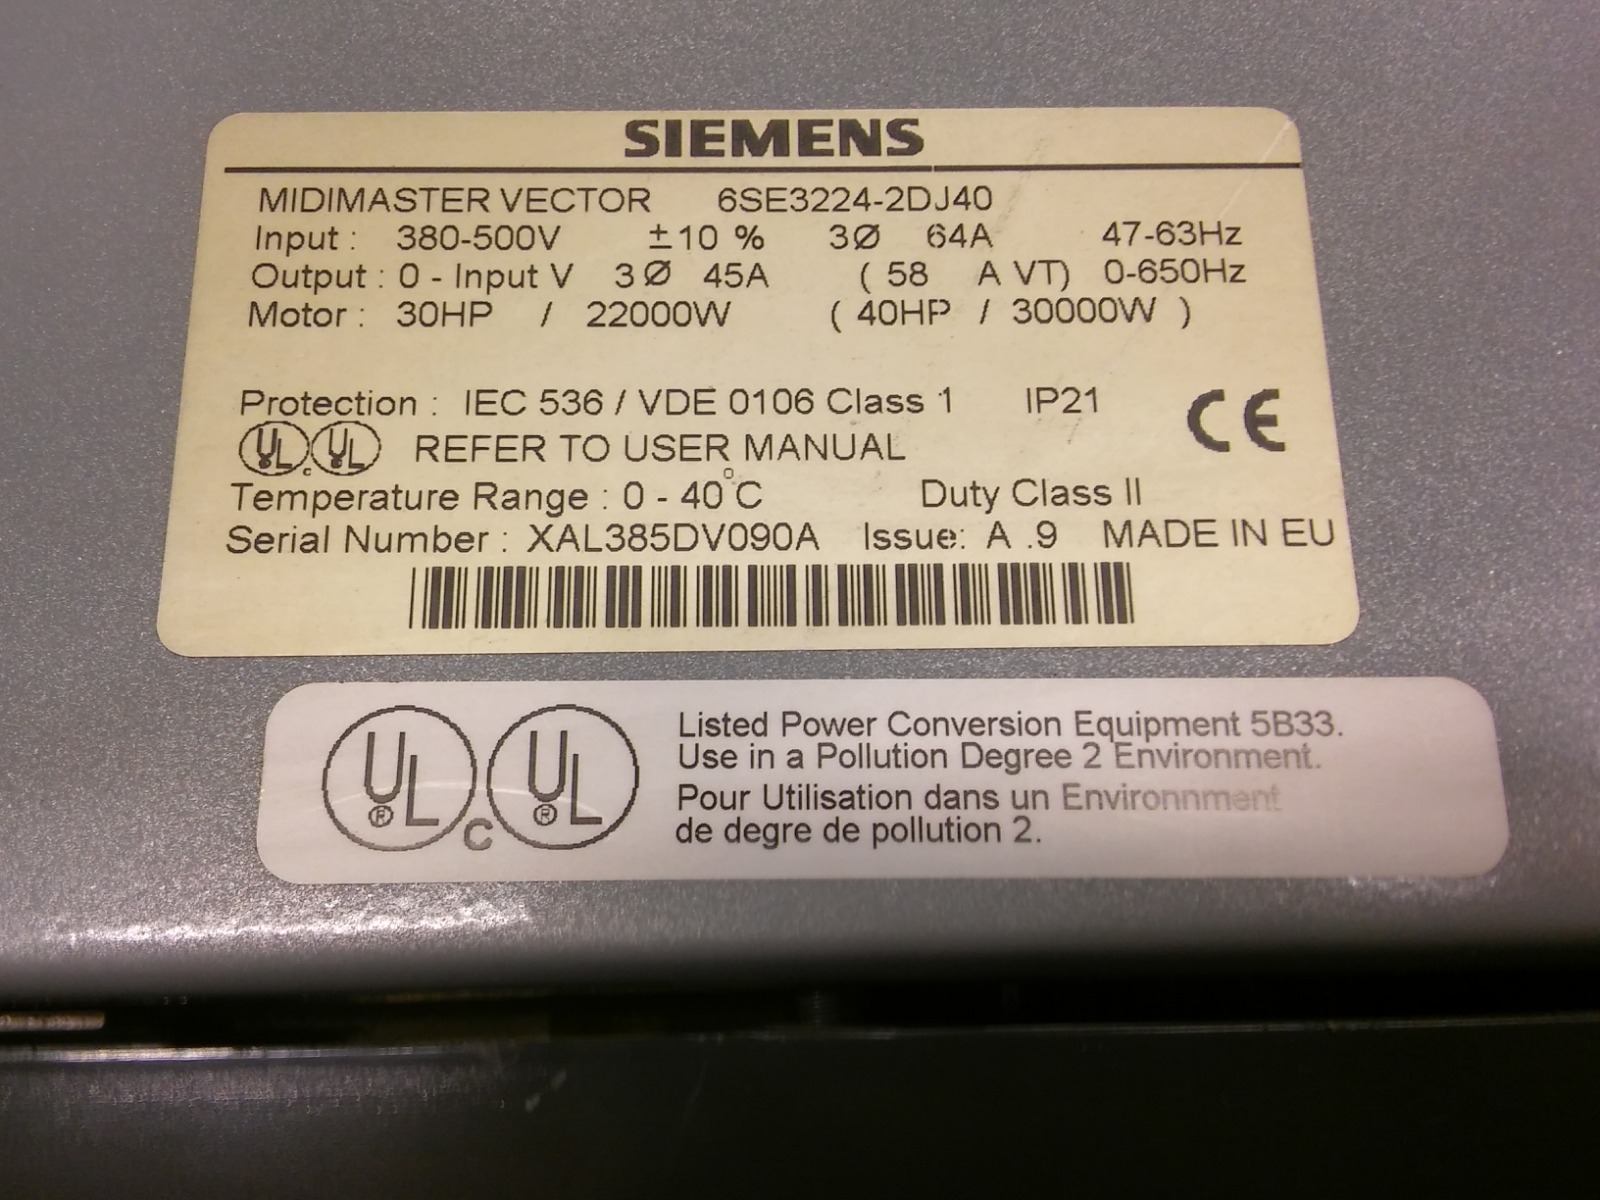 SIEMENS
MIDIMASTER VECTOR 6SE3224-2DJ40
Input : 380-500V ±10 % 3Ø 64A 47-63Hz
Output : 0 - Input V 3Ø 45A ( 58 A VT) 0-650Hz
Motor : 30HP / 22000W ( 40HP / 30000W )
Protection : IEC 536 / VDE 0106 Class 1 IP21 CE
UL c UL REFER TO USER MANUAL
Temperature Range : 0 - 40°C Duty Class II
Serial Number : XAL385DV090A Issue: A .9 MADE IN EU
UL ® C UL ®
Listed Power Conversion Equipment 5B33.
Use in a Pollution Degree 2 Environment.
Pour Utilisation dans un Environnment
de degre de pollution 2.